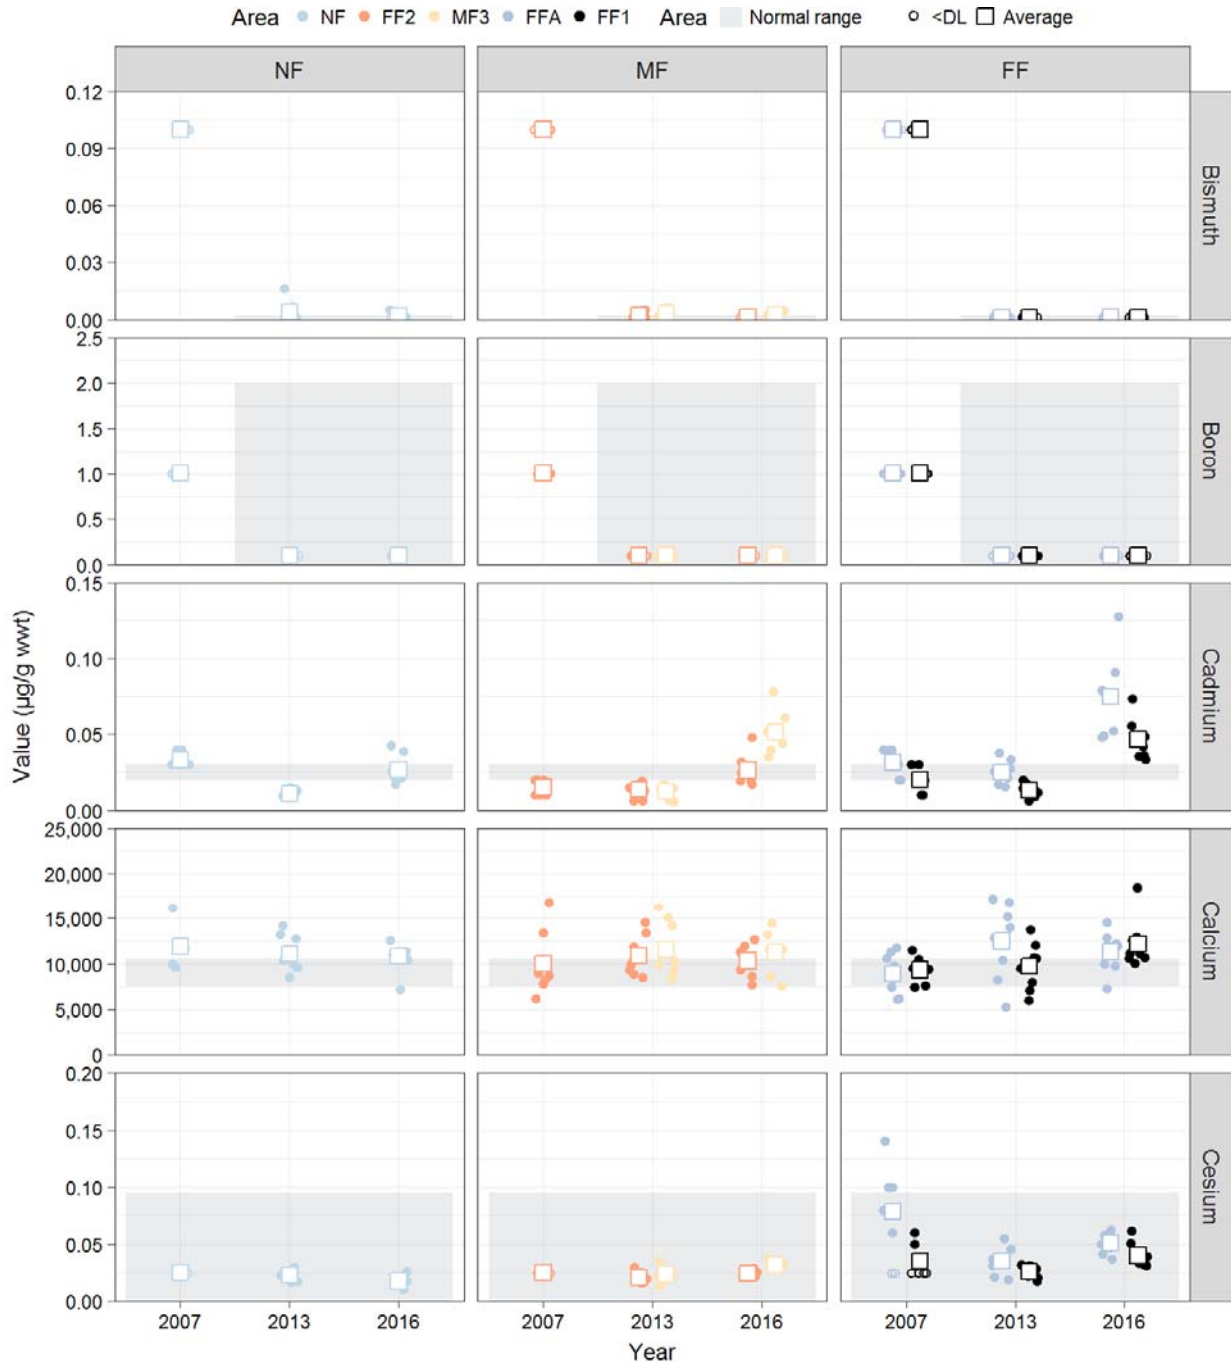 Area NF FF2 MF3 FFA FF1 Area Normal range <DL Average
NF MF FF
0.12
0.09
0.06
0.03
0.00
Bismuth
2.5
2.0
1.5
1.0
0.5
0.0
Boron
0.15
0.10
0.05
0.00
Cadmium
Value (µg/g wwt)
25,000
20,000
15,000
10,000
5,000
0
Calcium
0.20
0.15
0.10
0.05
0.00
Cesium
2007 2013 2016 2007 2013 2016 2007 2013 2016
Year